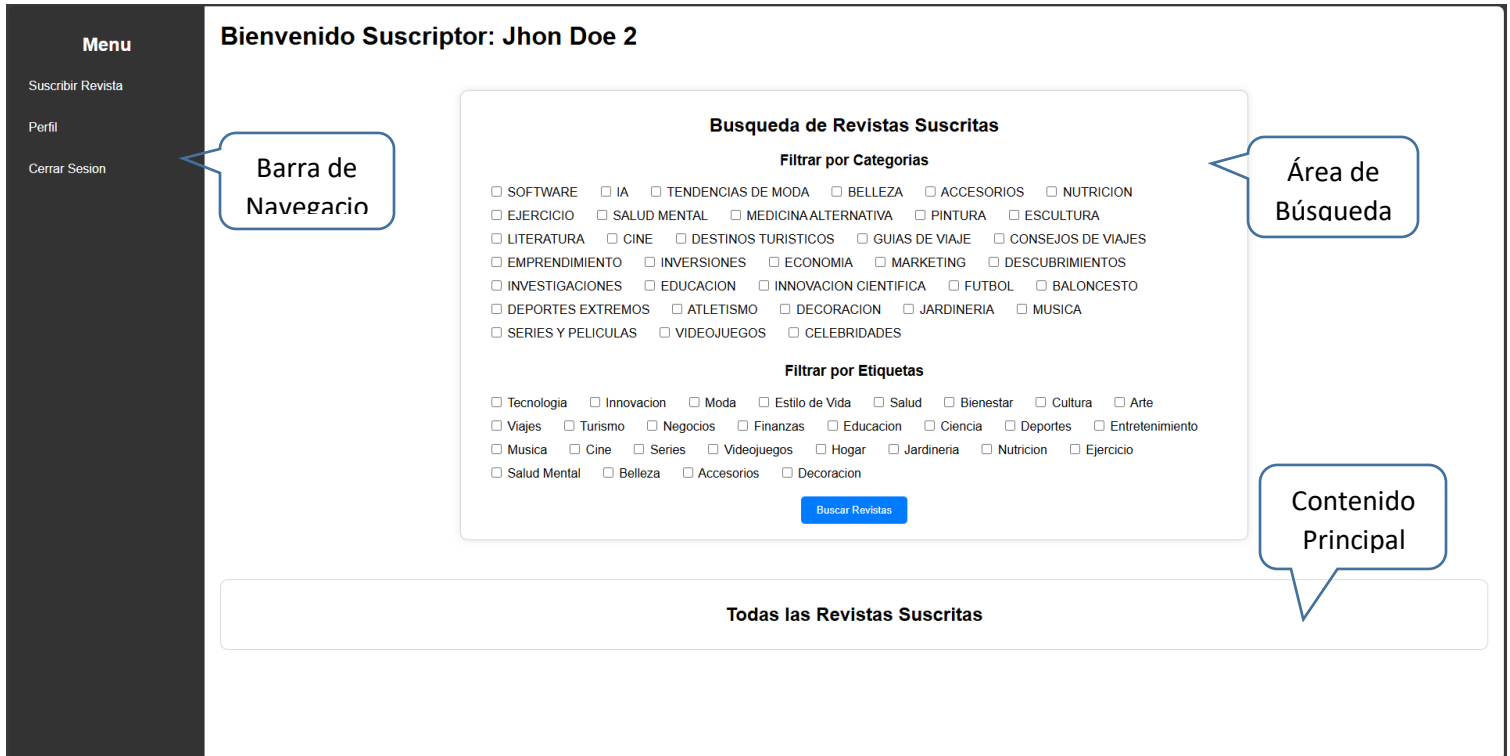 Menu
Suscribir Revista
Perfil
Cerrar Sesion
Barra de
Navegacio
Bienvenido Suscriptor: Jhon Doe 2
Busqueda de Revistas Suscritas
Filtrar por Categorias
SOFTWARE IA TENDENCIAS DE MODA BELLEZA ACCESORIOS NUTRICION
EJERCICIO SALUD MENTAL MEDICINA ALTERNATIVA PINTURA ESCULTURA
LITERATURA CINE DESTINOS TURISTICOS GUIAS DE VIAJE CONSEJOS DE VIAJES
EMPRENDIMIENTO INVERSIONES ECONOMIA MARKETING DESCUBRIMIENTOS
INVESTIGACIONES EDUCACION INNOVACION CIENTIFICA FUTBOL BALONCESTO
DEPORTES EXTREMOS ATLETISMO DECORACION JARDINERIA MUSICA
SERIES Y PELICULAS VIDEOJUEGOS CELEBRIDADES
Filtrar por Etiquetas
Tecnologia Innovacion Moda Estilo de Vida Salud Bienestar Cultura Arte
Viajes Turismo Negocios Finanzas Educacion Ciencia Deportes Entretenimiento
Musica Cine Series Videojuegos Hogar Jardineria Nutricion Ejercicio
Salud Mental Belleza Accesorios Decoracion
Buscar Revistas
Área de
Búsqueda
Contenido
Principal
Todas las Revistas Suscritas